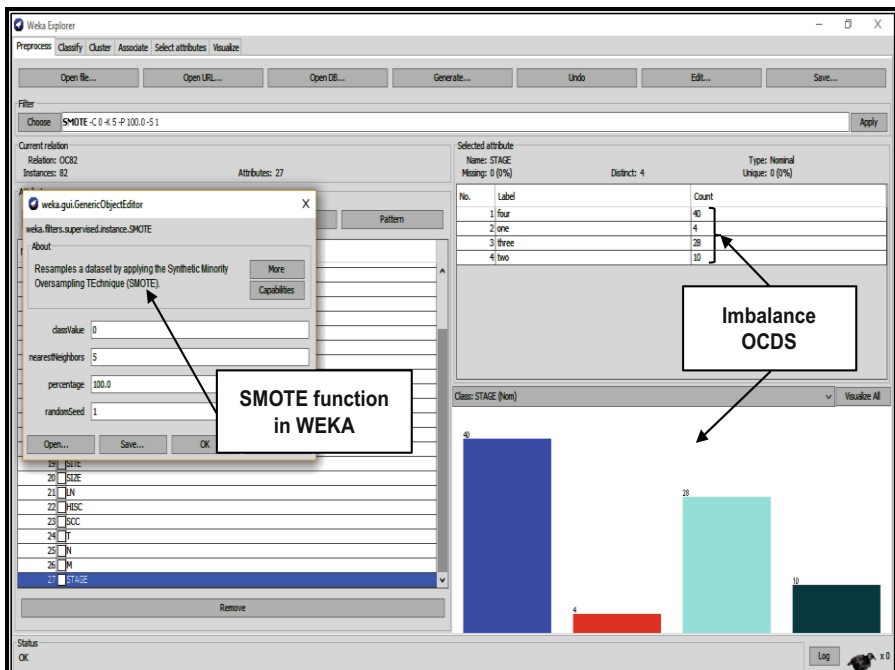 Weka Explorer
Preprocess Classify Cluster Associate Select attributes Visualize
Open file... Open URL... Open DB... Generate... Undo Edit... Save...
Filter
Choose SMOTE -C 0 -K 5 -P 100.0 -S 1 Apply
Current relation
Relation: OC82
Instances: 82 Attributes: 27
Selected attribute
Name: STAGE Type: Nominal
Missing: 0 (0%) Distinct: 4 Unique: 0 (0%)
No. Label Count
1 four 40
2 one 4
3 three 28
4 two 10
Imbalance
OCDS
Pattern
weka.gui.GenericObjectEditor X
weka.filters.supervised.instance.SMOTE
About
Resamples a dataset by applying the Synthetic Minority
Oversampling TEchnique (SMOTE).
More
Capabilities
classValue 0
nearestNeighbors 5
percentage 100.0
randomSeed 1
Open... Save... OK
SMOTE function
in WEKA
19 SITE
20 SIZE
21 LN
22 HISC
23 SCC
24 T
25 N
26 M
27 STAGE
Remove
Class: STAGE (Nom) Visualize All
40
4
28
10
Status
OK
Log x 0